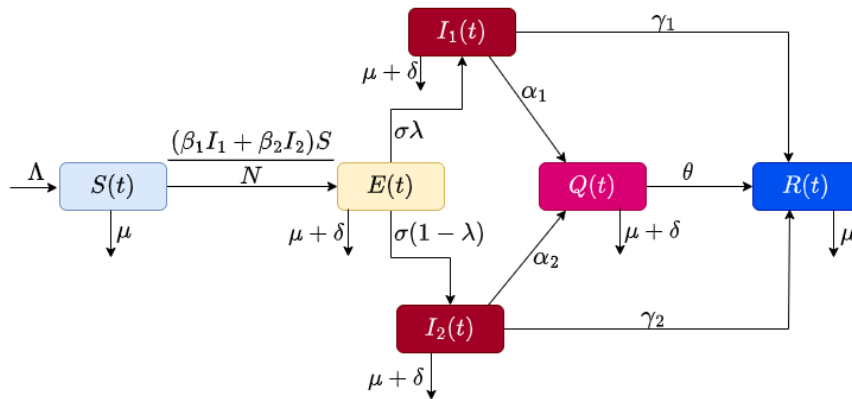 I₁(t)
γ₁
μ + δ
α₁
σλ
(β₁I₁ + β₂I₂)S
N
Λ
S(t)
E(t)
Q(t)
θ
R(t)
μ
μ + δ
σ(1 − λ)
μ + δ
μ
α₂
I₂(t)
γ₂
μ + δ